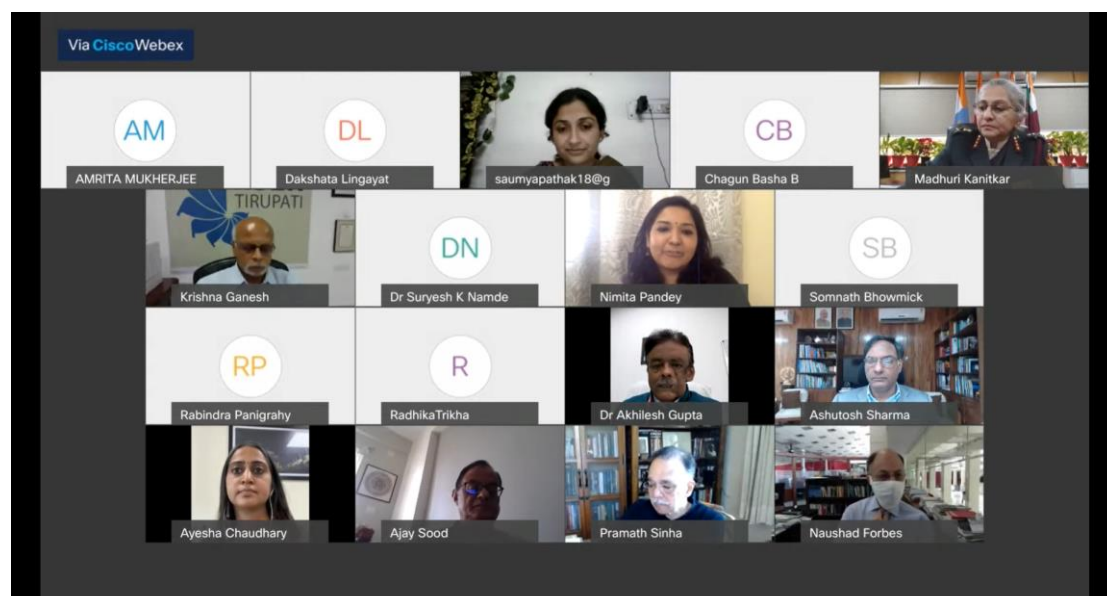 Via CiscoWebex
AM
AMRITA MUKHERJEE
DL
Dakshata Lingayat
saumyapathak18@g
CB
Chagun Basha B
Madhuri Kanitkar
TIRUPATI
Krishna Ganesh
DN
Dr Suryesh K Namde
Nimita Pandey
SB
Somnath Bhowmick
RP
Rabindra Panigrahy
R
RadhikaTrikha
Dr Akhilesh Gupta
Ashutosh Sharma
Ayesha Chaudhary
Ajay Sood
Pramath Sinha
Naushad Forbes